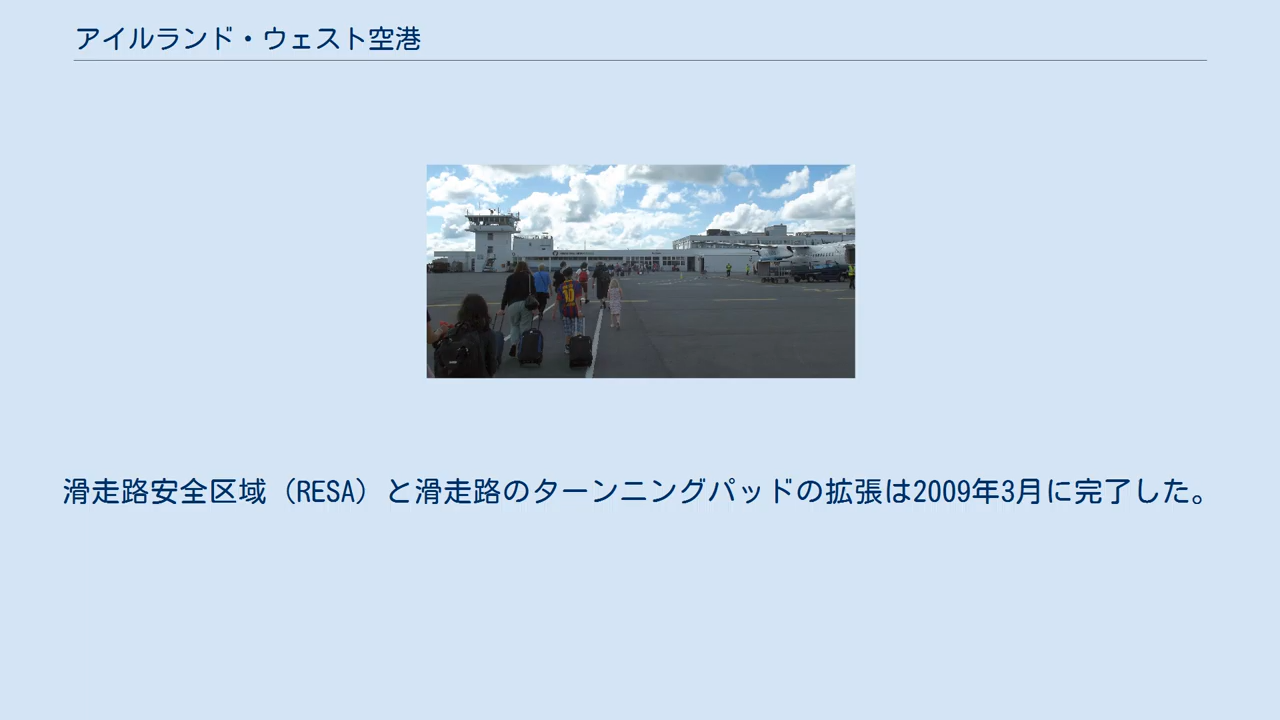 アイルランド・ウェスト空港
10
滑走路安全区域（RESA）と滑走路のターンニングパッドの拡張は2009年3月に完了した。